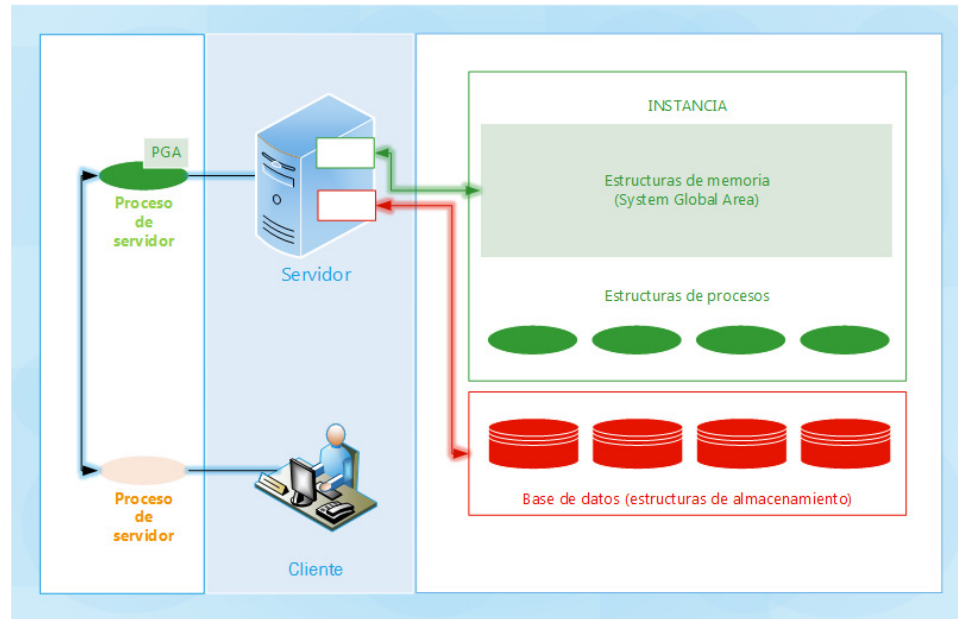 INSTANCIA
PGA
Estructuras de memoria
(System Global Area)
Proceso
de
servidor
Servidor
Estructuras de procesos
Proceso
de
servidor
Base de datos (estructuras de almacenamiento)
Cliente